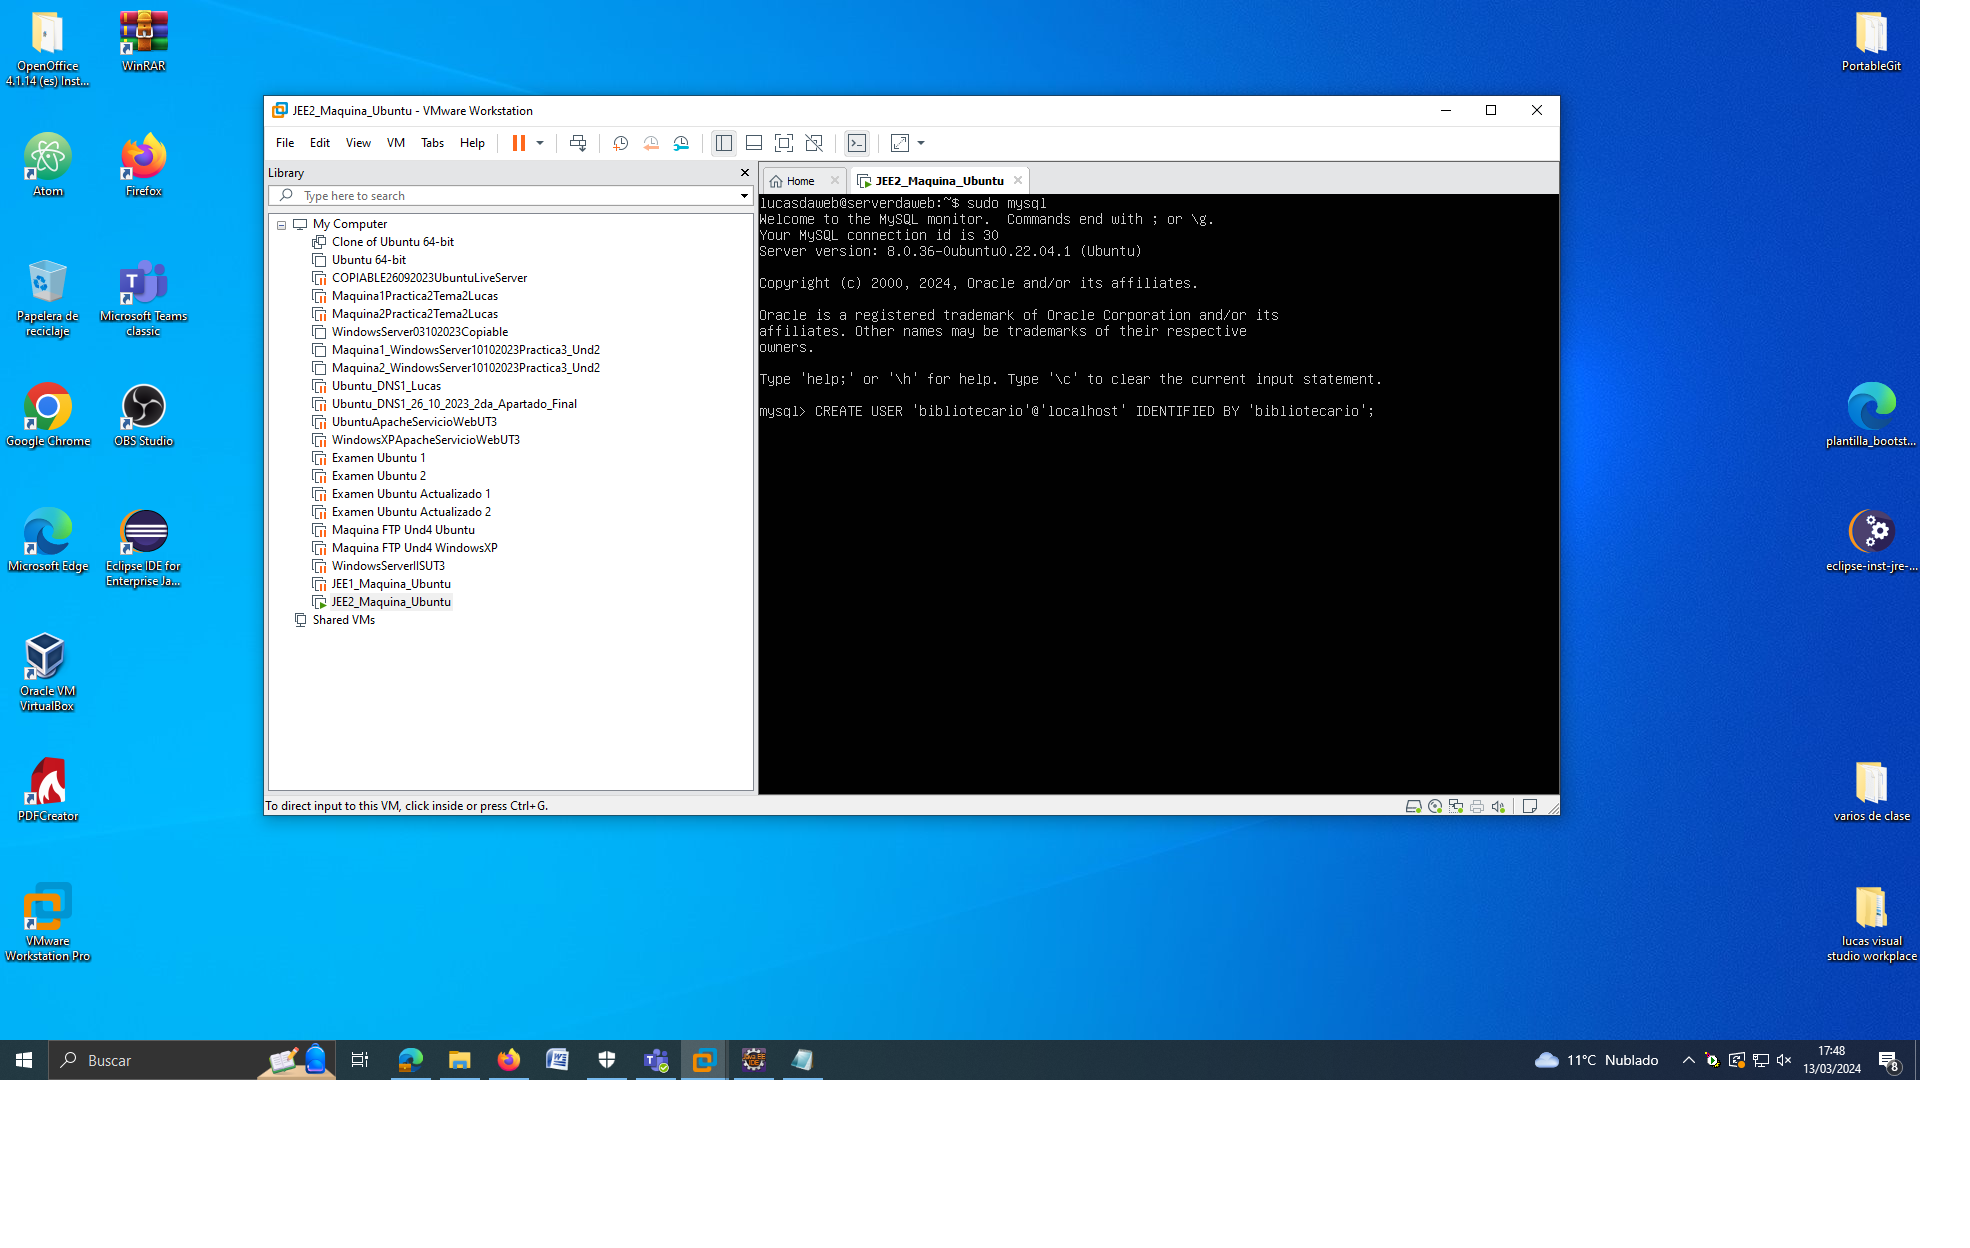 OpenOffice
4.1.14 (es) Inst...
WinRAR
PortableGit
Atom
Firefox
Papelera de
reciclaje
Microsoft Teams
classic
Google Chrome
OBS Studio
plantilla_bootst...
Microsoft Edge
Eclipse IDE for
Enterprise Ja...
eclipse-inst-jre-...
Oracle VM
VirtualBox
PDFCreator
varios de clase
VMware
Workstation Pro
lucas visual
studio workplace
JEE2_Maquina_Ubuntu - VMware Workstation
File Edit View VM Tabs Help
Library
Type here to search
My Computer
Clone of Ubuntu 64-bit
Ubuntu 64-bit
COPIABLE26092023UbuntuLiveServer
Maquina1Practica2Tema2Lucas
Maquina2Practica2Tema2Lucas
WindowsServer03102023Copiable
Maquina1_WindowsServer10102023Practica3_Und2
Maquina2_WindowsServer10102023Practica3_Und2
Ubuntu_DNS1_Lucas
Ubuntu_DNS1_26_10_2023_2da_Apartado_Final
UbuntuApacheServicioWebUT3
WindowsXPApacheServicioWebUT3
Examen Ubuntu 1
Examen Ubuntu 2
Examen Ubuntu Actualizado 1
Examen Ubuntu Actualizado 2
Maquina FTP Und4 Ubuntu
Maquina FTP Und4 WindowsXP
WindowsServerIISUT3
JEE1_Maquina_Ubuntu
JEE2_Maquina_Ubuntu
Shared VMs
Home
JEE2_Maquina_Ubuntu
lucasdaweb@serverdaweb:~$ sudo mysql
Welcome to the MySQL monitor.  Commands end with ; or \g.
Your MySQL connection id is 30
Server version: 8.0.36-0ubuntu0.22.04.1 (Ubuntu)
Copyright (c) 2000, 2024, Oracle and/or its affiliates.
Oracle is a registered trademark of Oracle Corporation and/or its
affiliates. Other names may be trademarks of their respective
owners.
Type 'help;' or '\h' for help. Type '\c' to clear the current input statement.
mysql> CREATE USER 'bibliotecario'@'localhost' IDENTIFIED BY 'bibliotecario';
To direct input to this VM, click inside or press Ctrl+G.
Buscar
11°C Nublado
17:48
13/03/2024
8